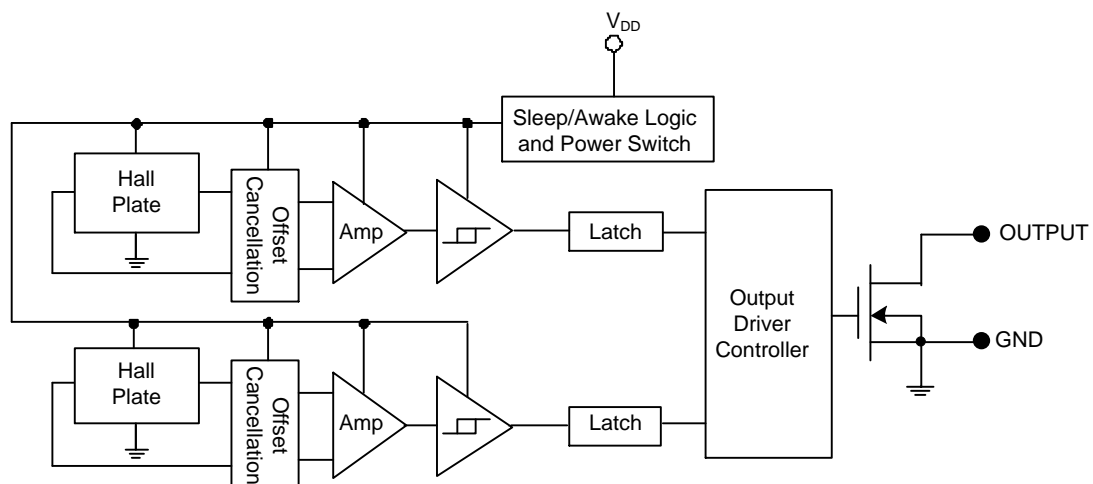 VDD
Sleep/Awake Logic
and Power Switch
Hall
Plate
Offset
Cancellation
Amp
Latch
Output
Driver
Controller
OUTPUT
GND
Hall
Plate
Offset
Cancellation
Amp
Latch